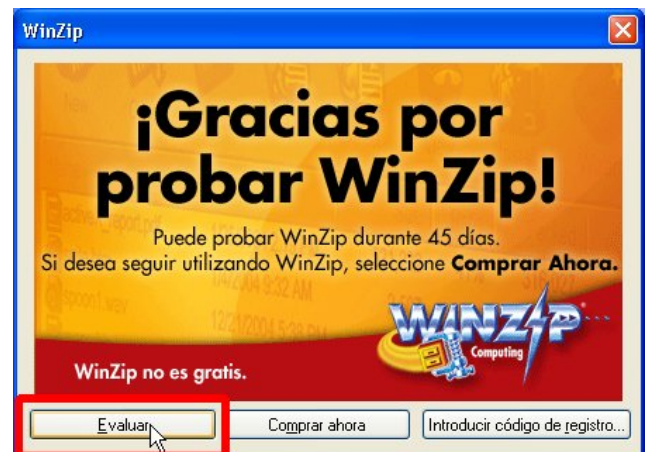 WinZip
¡Gracias por
probar WinZip!
Puede probar WinZip durante 45 días.
Si desea seguir utilizando WinZip, seleccione Comprar Ahora.
WINZIP
Computing
WinZip no es gratis.
Evaluar
Comprar ahora
Introducir código de registro...